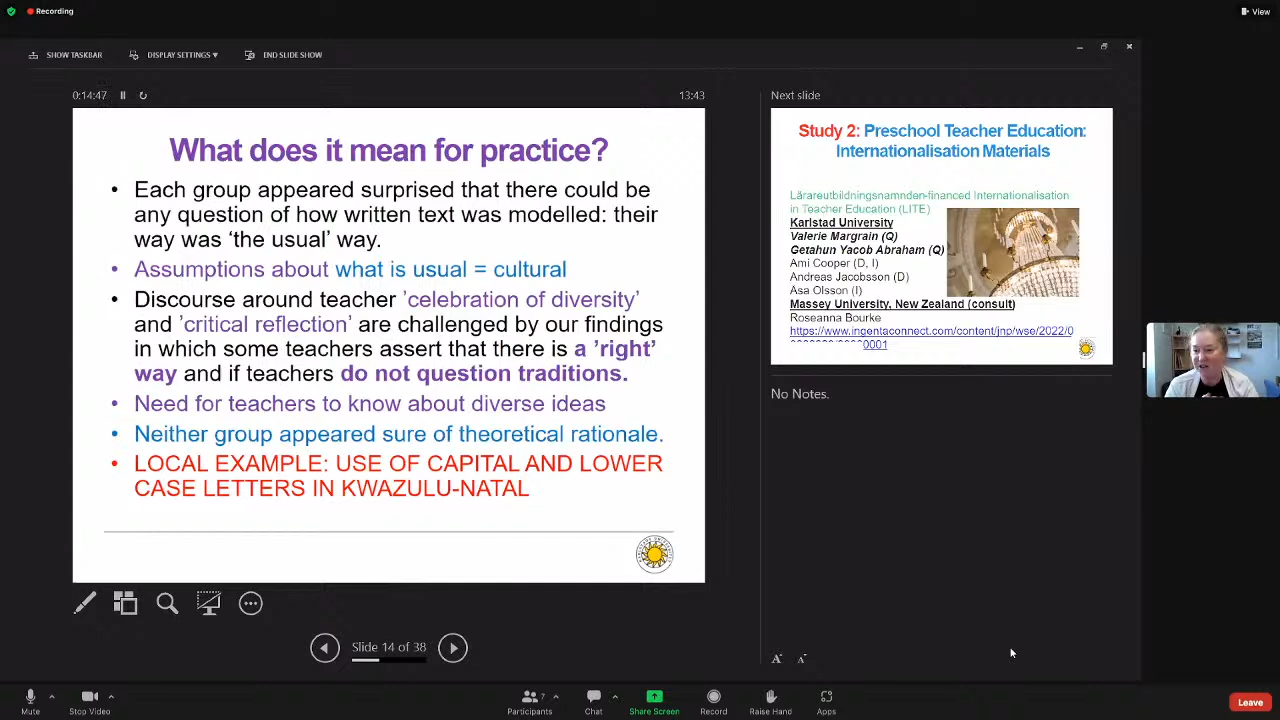 Recording
View
SHOW TASKBAR
DISPLAY SETTINGS
END SLIDE SHOW
0:14:47
13:43
What does it mean for practice?
• Each group appeared surprised that there could be
any question of how written text was modelled: their
way was ‘the usual’ way.
• Assumptions about what is usual = cultural
• Discourse around teacher ’celebration of diversity’
and ’critical reflection’ are challenged by our findings
in which some teachers assert that there is a ’right’
way and if teachers do not question traditions.
• Need for teachers to know about diverse ideas
• Neither group appeared sure of theoretical rationale.
• LOCAL EXAMPLE: USE OF CAPITAL AND LOWER
CASE LETTERS IN KWAZULU-NATAL
Slide 14 of 38
Next slide
Study 2: Preschool Teacher Education:
Internationalisation Materials
Lärareutbildningsnamnden-financed Internationalisation
in Teacher Education (LITE)
Karlstad University
Valerie Margrain (Q)
Getahun Yacob Abraham (Q)
Ami Cooper (D, I)
Andreas Jacobsson (D)
Asa Olsson (I)
Massey University, New Zealand (consult)
Roseanna Bourke
https://www.ingentaconnect.com/content/jnp/wse/2022/0
No Notes.
A A
Mute
Stop Video
7
Participants
Chat
Share Screen
Record
Raise Hand
Apps
Leave